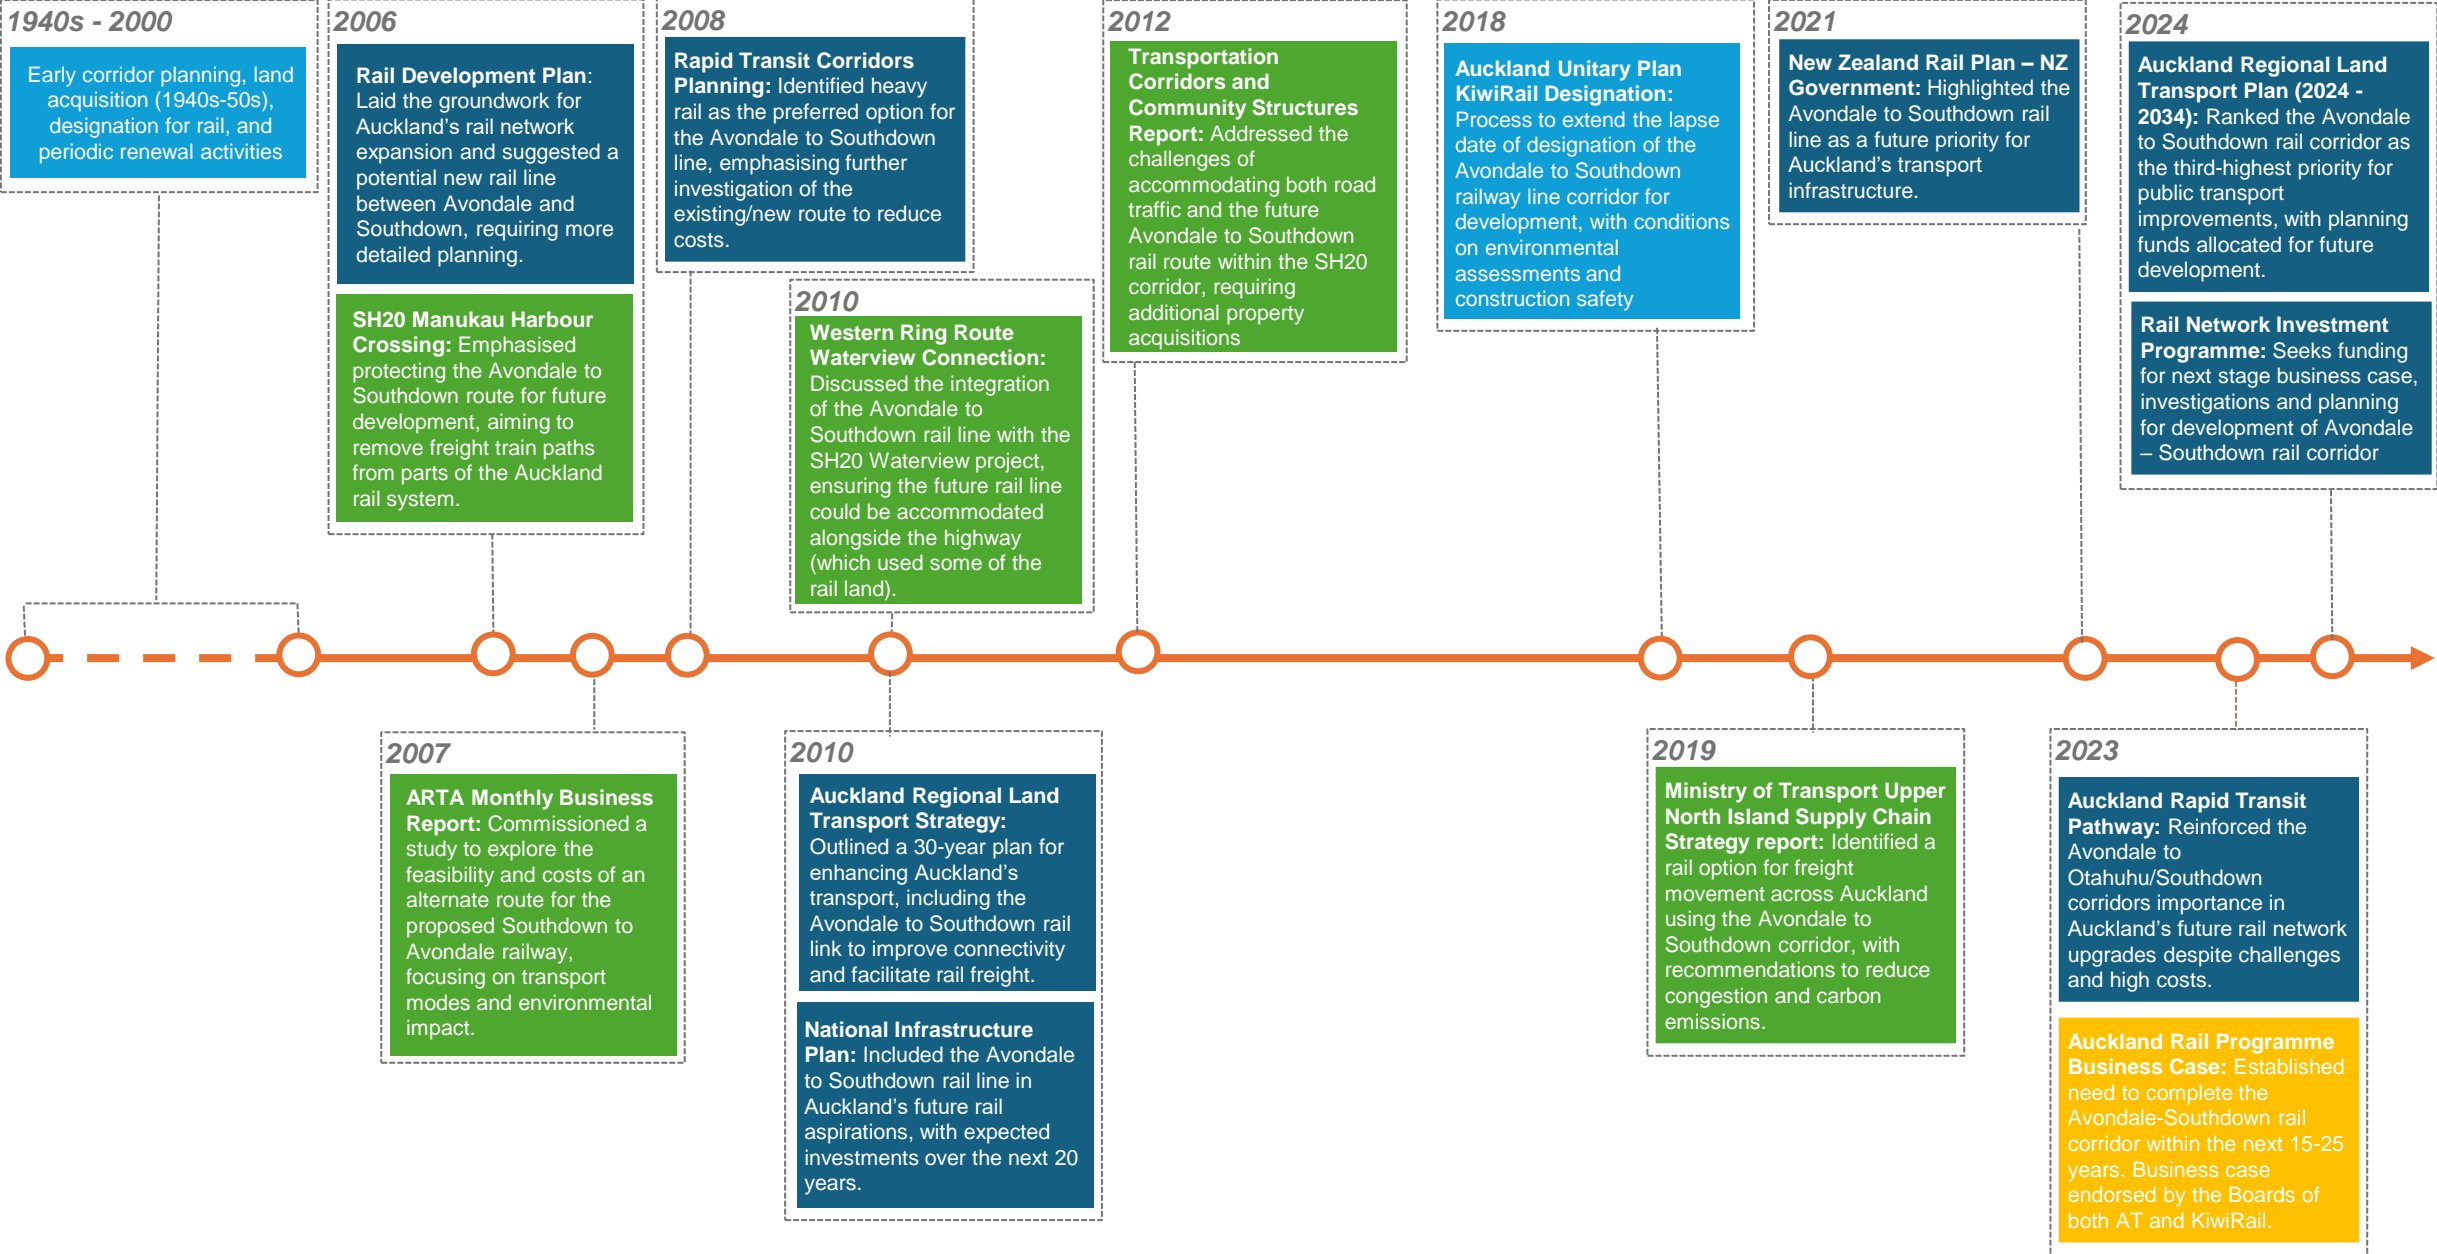 1940s - 2000
Early corridor planning, land
acquisition (1940s-50s),
designation for rail, and
periodic renewal activities
2006
Rail Development Plan:
Laid the groundwork for
Auckland’s rail network
expansion and suggested a
potential new rail line
between Avondale and
Southdown, requiring more
detailed planning.
SH20 Manukau Harbour
Crossing: Emphasised
protecting the Avondale to
Southdown route for future
development, aiming to
remove freight train paths
from parts of the Auckland
rail system.
2008
Rapid Transit Corridors
Planning: Identified heavy
rail as the preferred option for
the Avondale to Southdown
line, emphasising further
investigation of the
existing/new route to reduce
costs.
2010
Western Ring Route
Waterview Connection:
Discussed the integration
of the Avondale to
Southdown rail line with the
SH20 Waterview project,
ensuring the future rail line
could be accommodated
alongside the highway
(which used some of the
rail land).
2012
Transportation
Corridors and
Community Structures
Report: Addressed the
challenges of
accommodating both road
traffic and the future
Avondale to Southdown
rail route within the SH20
corridor, requiring
additional property
acquisitions
2018
Auckland Unitary Plan
KiwiRail Designation:
Process to extend the lapse
date of designation of the
Avondale to Southdown
railway line corridor for
development, with conditions
on environmental
assessments and
construction safety
2021
New Zealand Rail Plan – NZ
Government: Highlighted the
Avondale to Southdown rail
line as a future priority for
Auckland’s transport
infrastructure.
2024
Auckland Regional Land
Transport Plan (2024 -
2034): Ranked the Avondale
to Southdown rail corridor as
the third-highest priority for
public transport
improvements, with planning
funds allocated for future
development.
Rail Network Investment
Programme: Seeks funding
for next stage business case,
investigations and planning
for development of Avondale
– Southdown rail corridor
2007
ARTA Monthly Business
Report: Commissioned a
study to explore the
feasibility and costs of an
alternate route for the
proposed Southdown to
Avondale railway,
focusing on transport
modes and environmental
impact.
2010
Auckland Regional Land
Transport Strategy:
Outlined a 30-year plan for
enhancing Auckland’s
transport, including the
Avondale to Southdown rail
link to improve connectivity
and facilitate rail freight.
National Infrastructure
Plan: Included the Avondale
to Southdown rail line in
Auckland’s future rail
aspirations, with expected
investments over the next 20
years.
2019
Ministry of Transport Upper
North Island Supply Chain
Strategy report: Identified a
rail option for freight
movement across Auckland
using the Avondale to
Southdown corridor, with
recommendations to reduce
congestion and carbon
emissions.
2023
Auckland Rapid Transit
Pathway: Reinforced the
Avondale to
Otahuhu/Southdown
corridors importance in
Auckland’s future rail network
upgrades despite challenges
and high costs.
Auckland Rail Programme
Business Case: Established
need to complete the
Avondale-Southdown rail
corridor within the next 15-25
years. Business case
endorsed by the Boards of
both AT and KiwiRail.